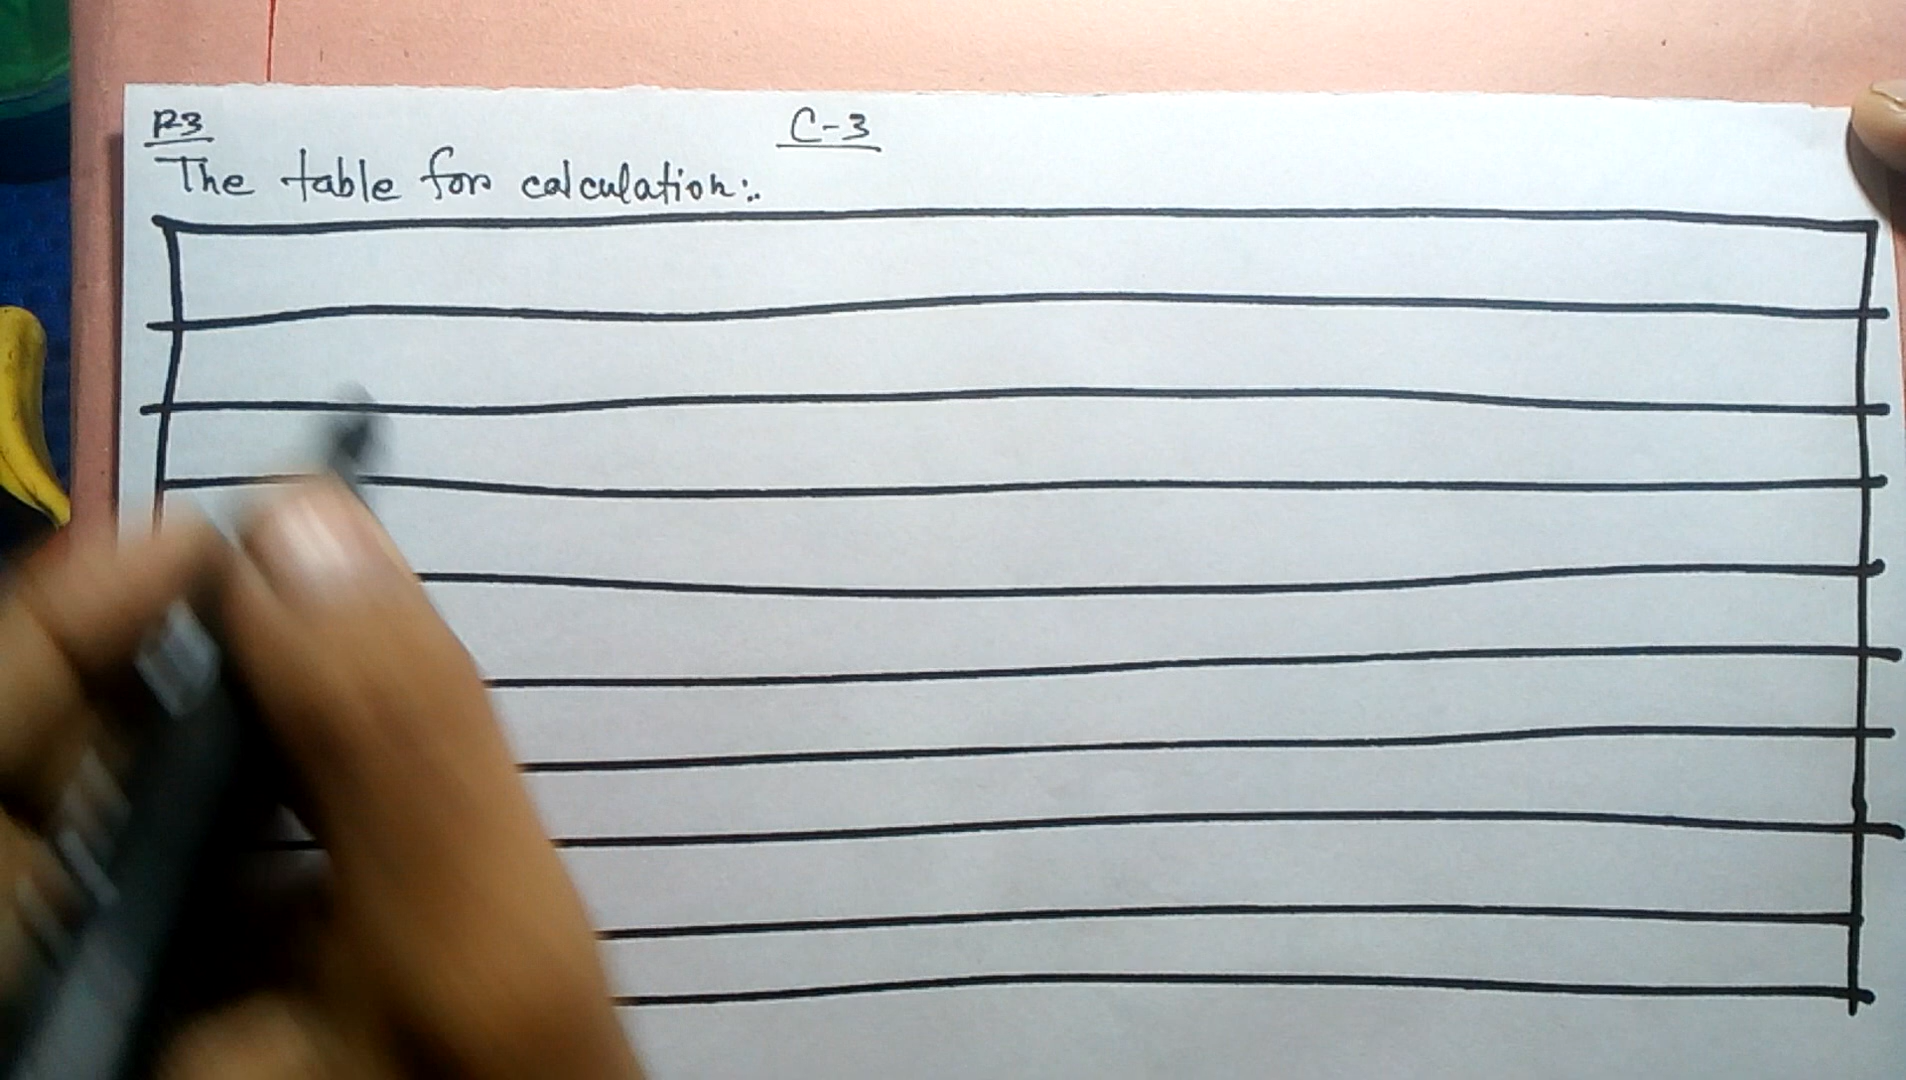 P3
C-3
The table for calculation:.